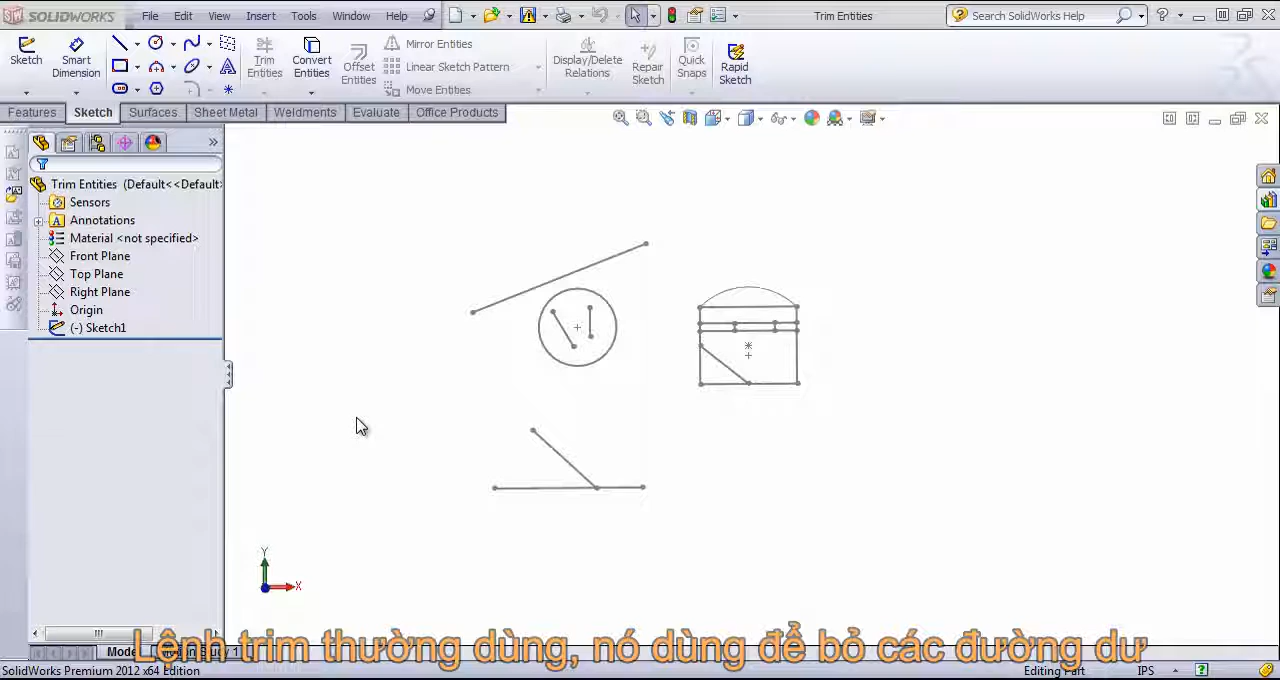 SOLIDWORKS File Edit View Insert Tools Window Help Trim Entities Search SolidWorks Help
Sketch Smart Dimension Trim Entities Convert Entities Offset Entities Mirror Entities Linear Sketch Pattern Move Entities Display/Delete Relations Repair Sketch Quick Snaps Rapid Sketch
Features Sketch Surfaces Sheet Metal Weldments Evaluate Office Products
Trim Entities (Default<<Default>
Sensors
Annotations
Material <not specified>
Front Plane
Top Plane
Right Plane
Origin
(-) Sketch1
Y
X
Lệnh trim thường dùng, nó dùng để bỏ các đường dư
SolidWorks Premium 2012 x64 Edition Editing Part IPS